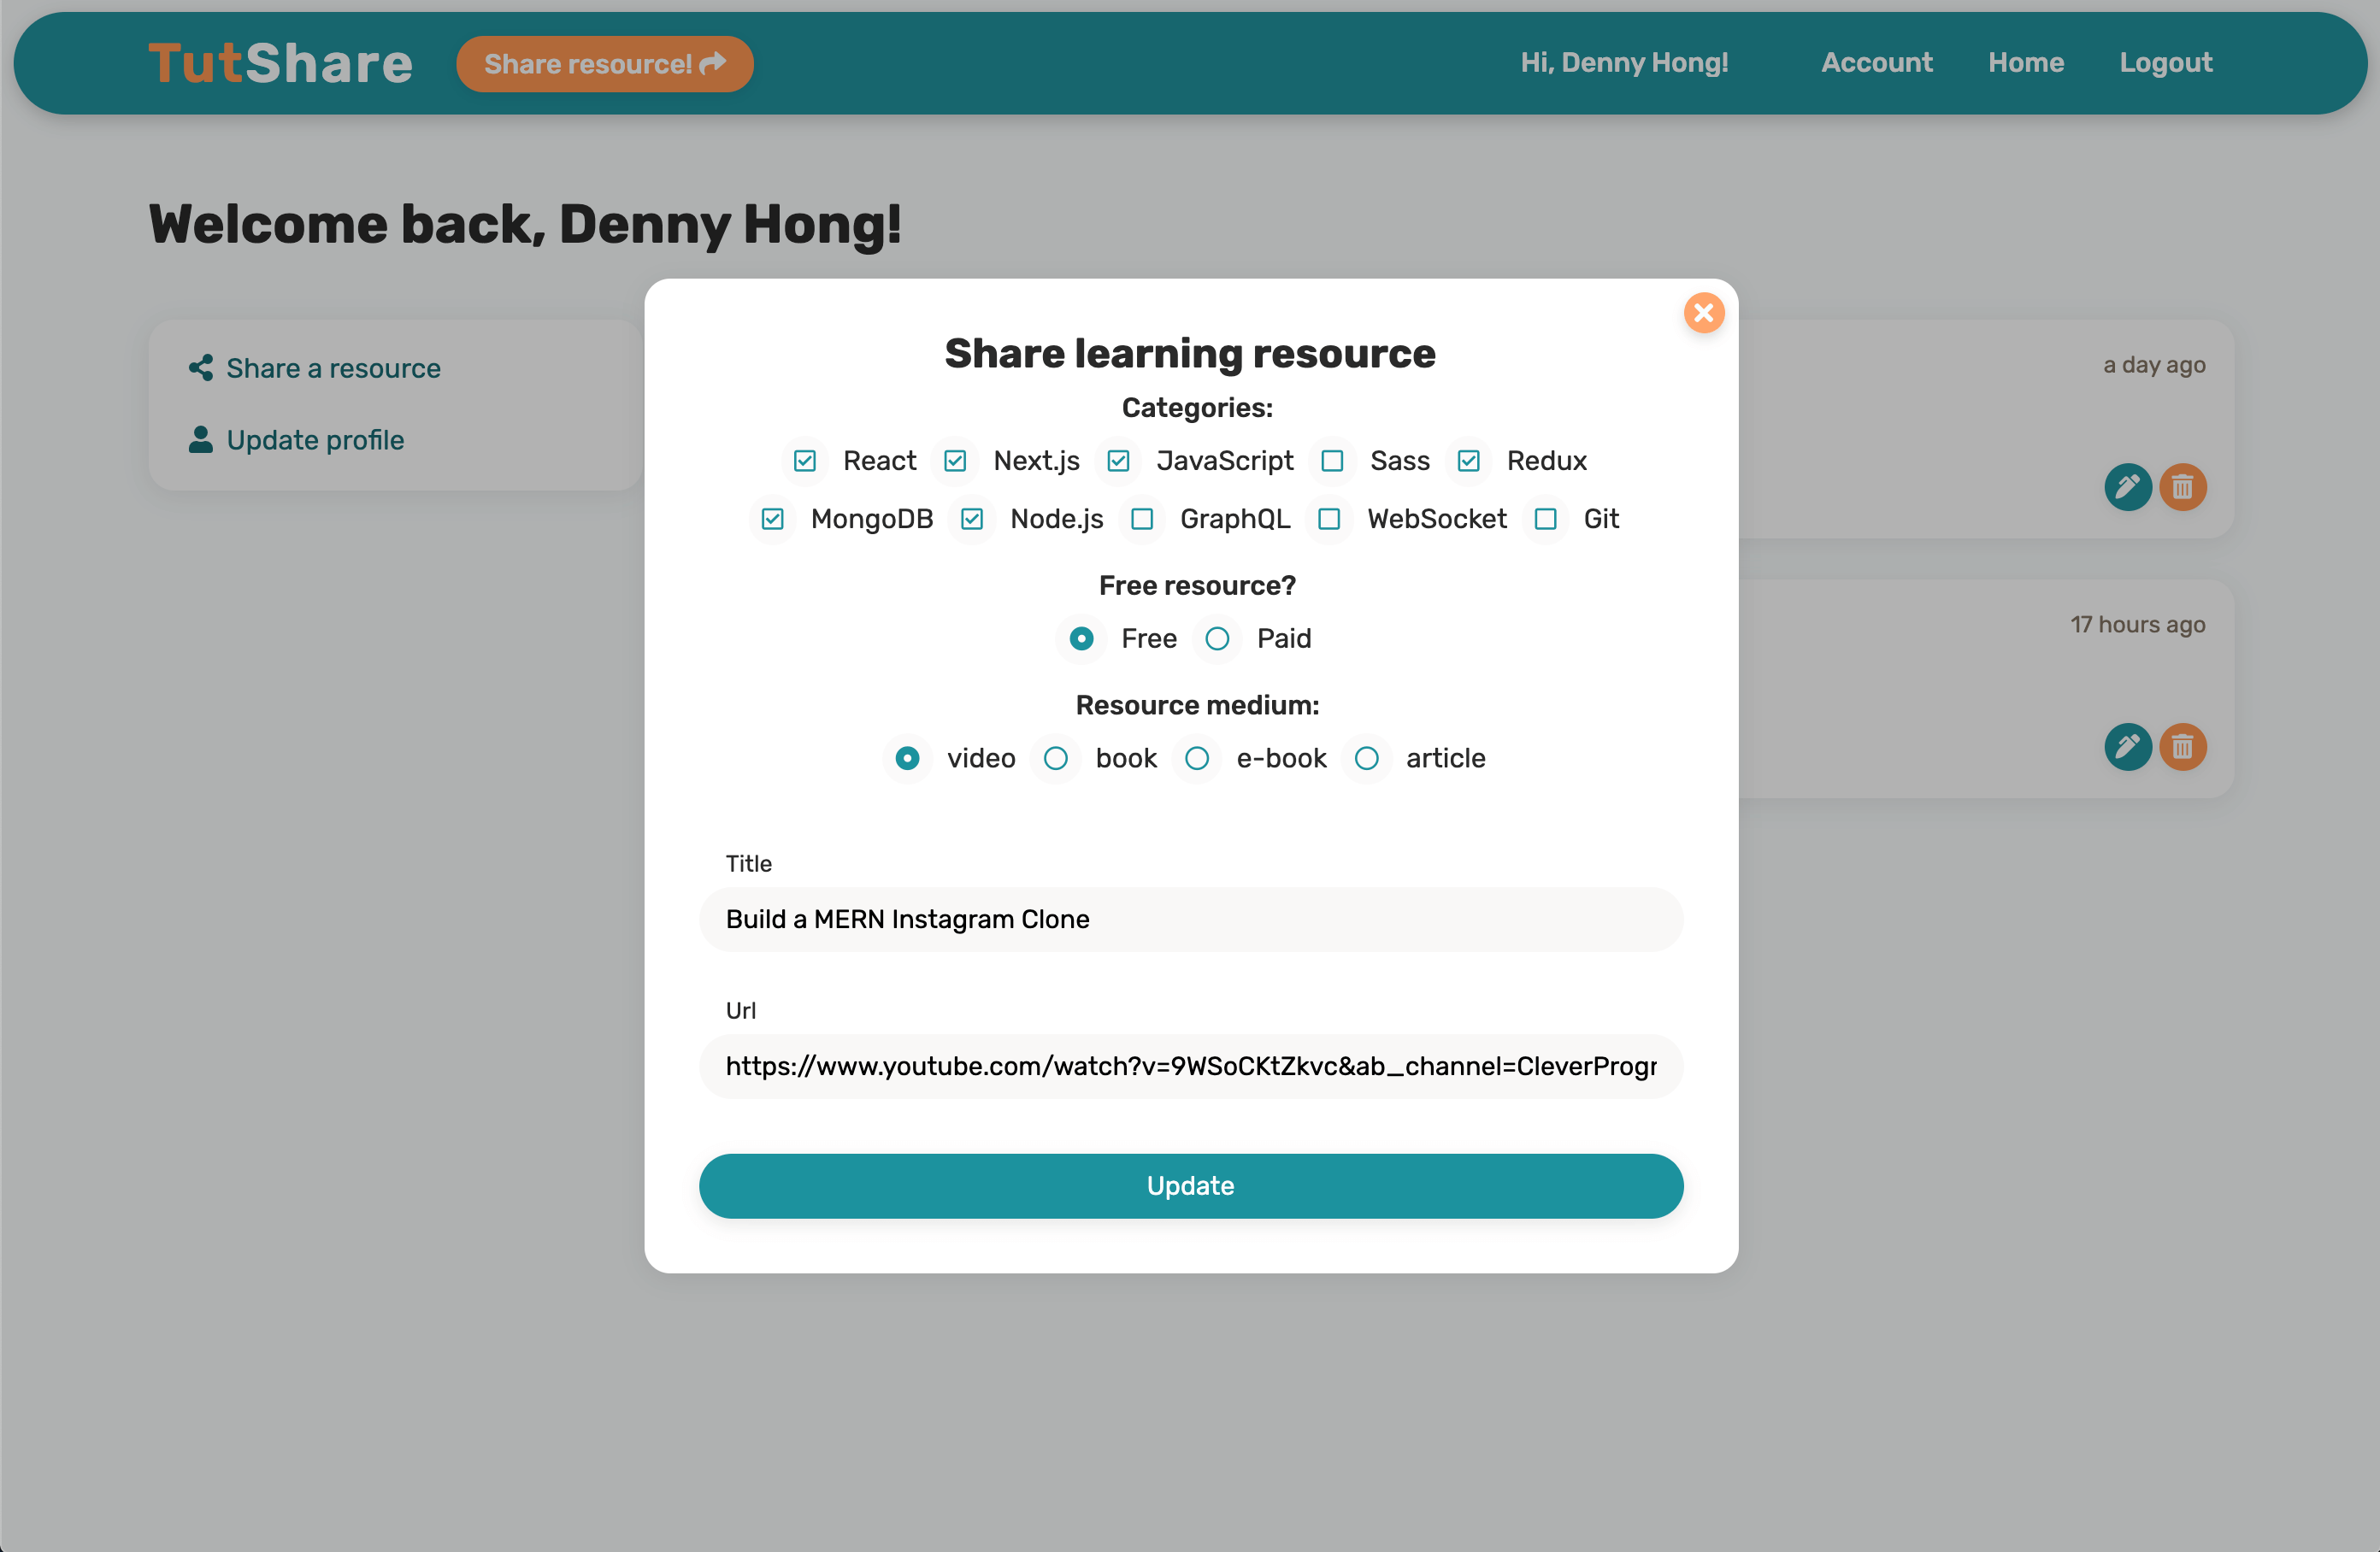 TutShare Share resource! Hi, Denny Hong! Account Home Logout
Welcome back, Denny Hong!
Share a resource
Update profile
Share learning resource
Categories:
React Next.js JavaScript Sass Redux
MongoDB Node.js GraphQL WebSocket Git
Free resource?
Free Paid
Resource medium:
video book e-book article
Title
Build a MERN Instagram Clone
Url
https://www.youtube.com/watch?v=9WSoCKtZkvc&ab_channel=CleverProgr
Update
a day ago
17 hours ago